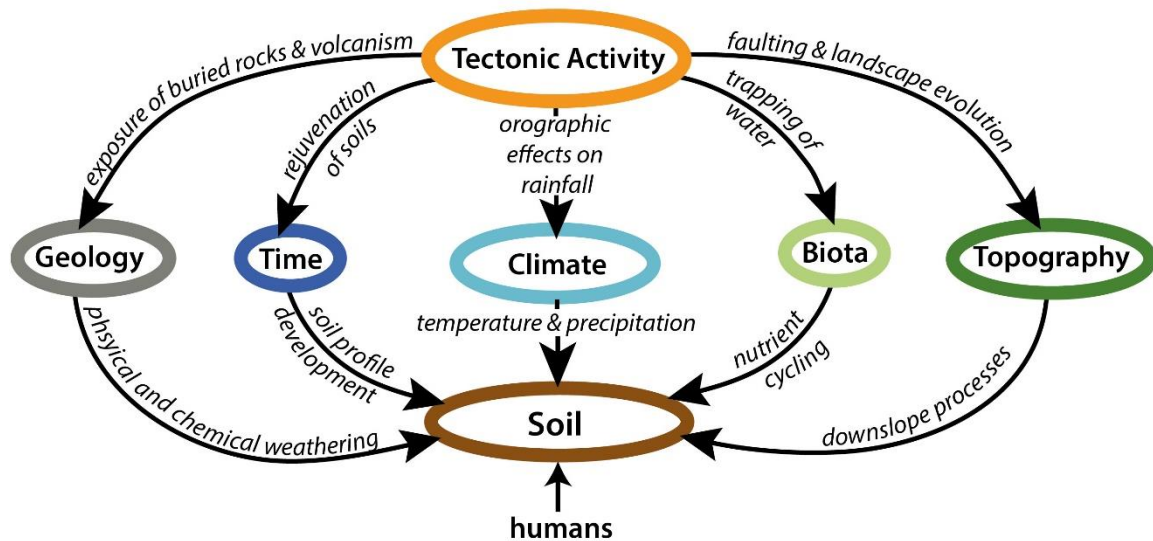 Tectonic Activity
exposure of buried rocks & volcanism
rejuvenation
of soils
orographic
effects on
rainfall
trapping of
water
faulting & landscape evolution
Geology
Time
Climate
Biota
Topography
phsyical and chemical weathering
soil profile
development
temperature & precipitation
nutrient
cycling
downslope processes
Soil
humans